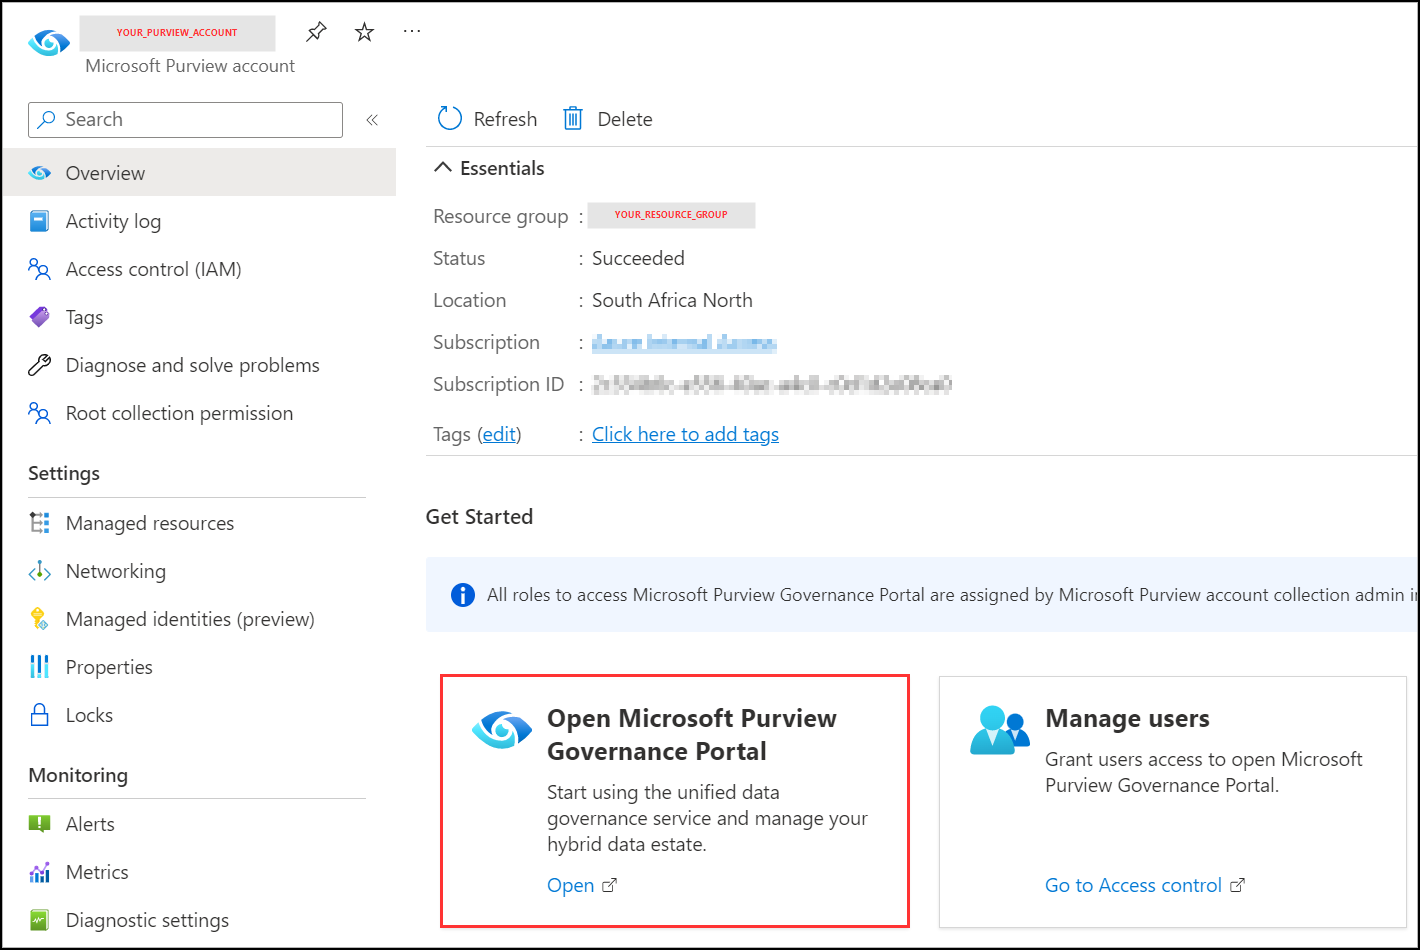 YOUR_PURVIEW_ACCOUNT
Microsoft Purview account
Search
Overview
Activity log
Access control (IAM)
Tags
Diagnose and solve problems
Root collection permission
Settings
Managed resources
Networking
Managed identities (preview)
Properties
Locks
Monitoring
Alerts
Metrics
Diagnostic settings
Refresh Delete
Essentials
Resource group : YOUR_RESOURCE_GROUP
Status : Succeeded
Location : South Africa North
Subscription :
Subscription ID :
Tags (edit) : Click here to add tags
Get Started
All roles to access Microsoft Purview Governance Portal are assigned by Microsoft Purview account collection admin
Open Microsoft Purview
Governance Portal
Start using the unified data
governance service and manage your
hybrid data estate.
Open
Manage users
Grant users access to open Microsoft
Purview Governance Portal.
Go to Access control